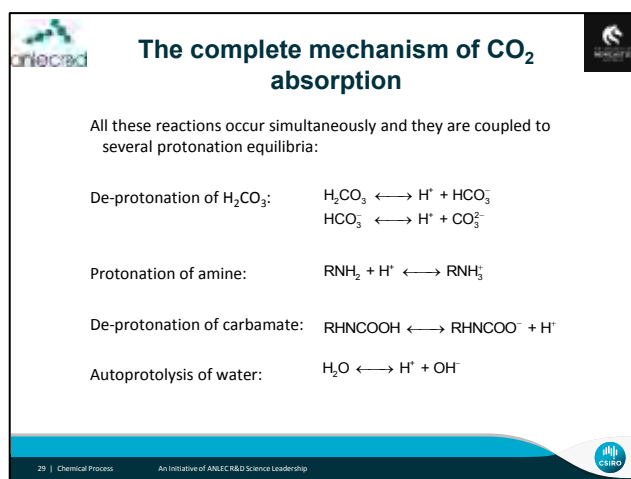 anlecr&d
The complete mechanism of CO₂
absorption
All these reactions occur simultaneously and they are coupled to
several protonation equilibria:
De-protonation of H₂CO₃:
H₂CO₃ ⟷ H⁺ + HCO₃⁻
HCO₃⁻ ⟷ H⁺ + CO₃²⁻
Protonation of amine:
RNH₂ + H⁺ ⟷ RNH₃⁺
De-protonation of carbamate:
RHNCOOH ⟷ RHNCOO⁻ + H⁺
Autoprotolysis of water:
H₂O ⟷ H⁺ + OH⁻
29 | Chemical Process An Initiative of ANLEC R&D Science Leadership
CSIRO